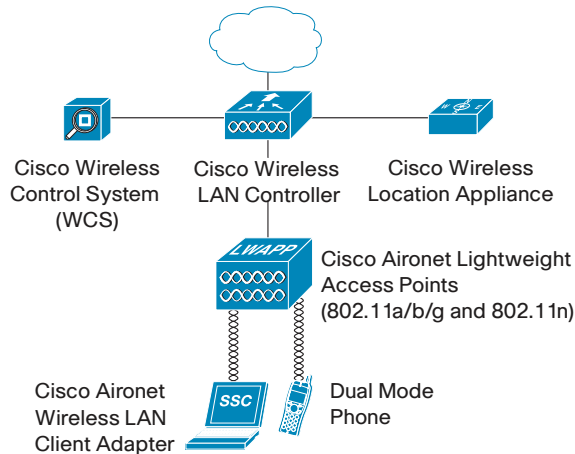 W E
S
Cisco Wireless
Control System
(WCS)
Cisco Wireless
LAN Controller
Cisco Wireless
Location Appliance
LWAPP
Cisco Aironet Lightweight
Access Points
(802.11a/b/g and 802.11n)
Cisco Aironet
Wireless LAN
Client Adapter
SSC
Dual Mode
Phone